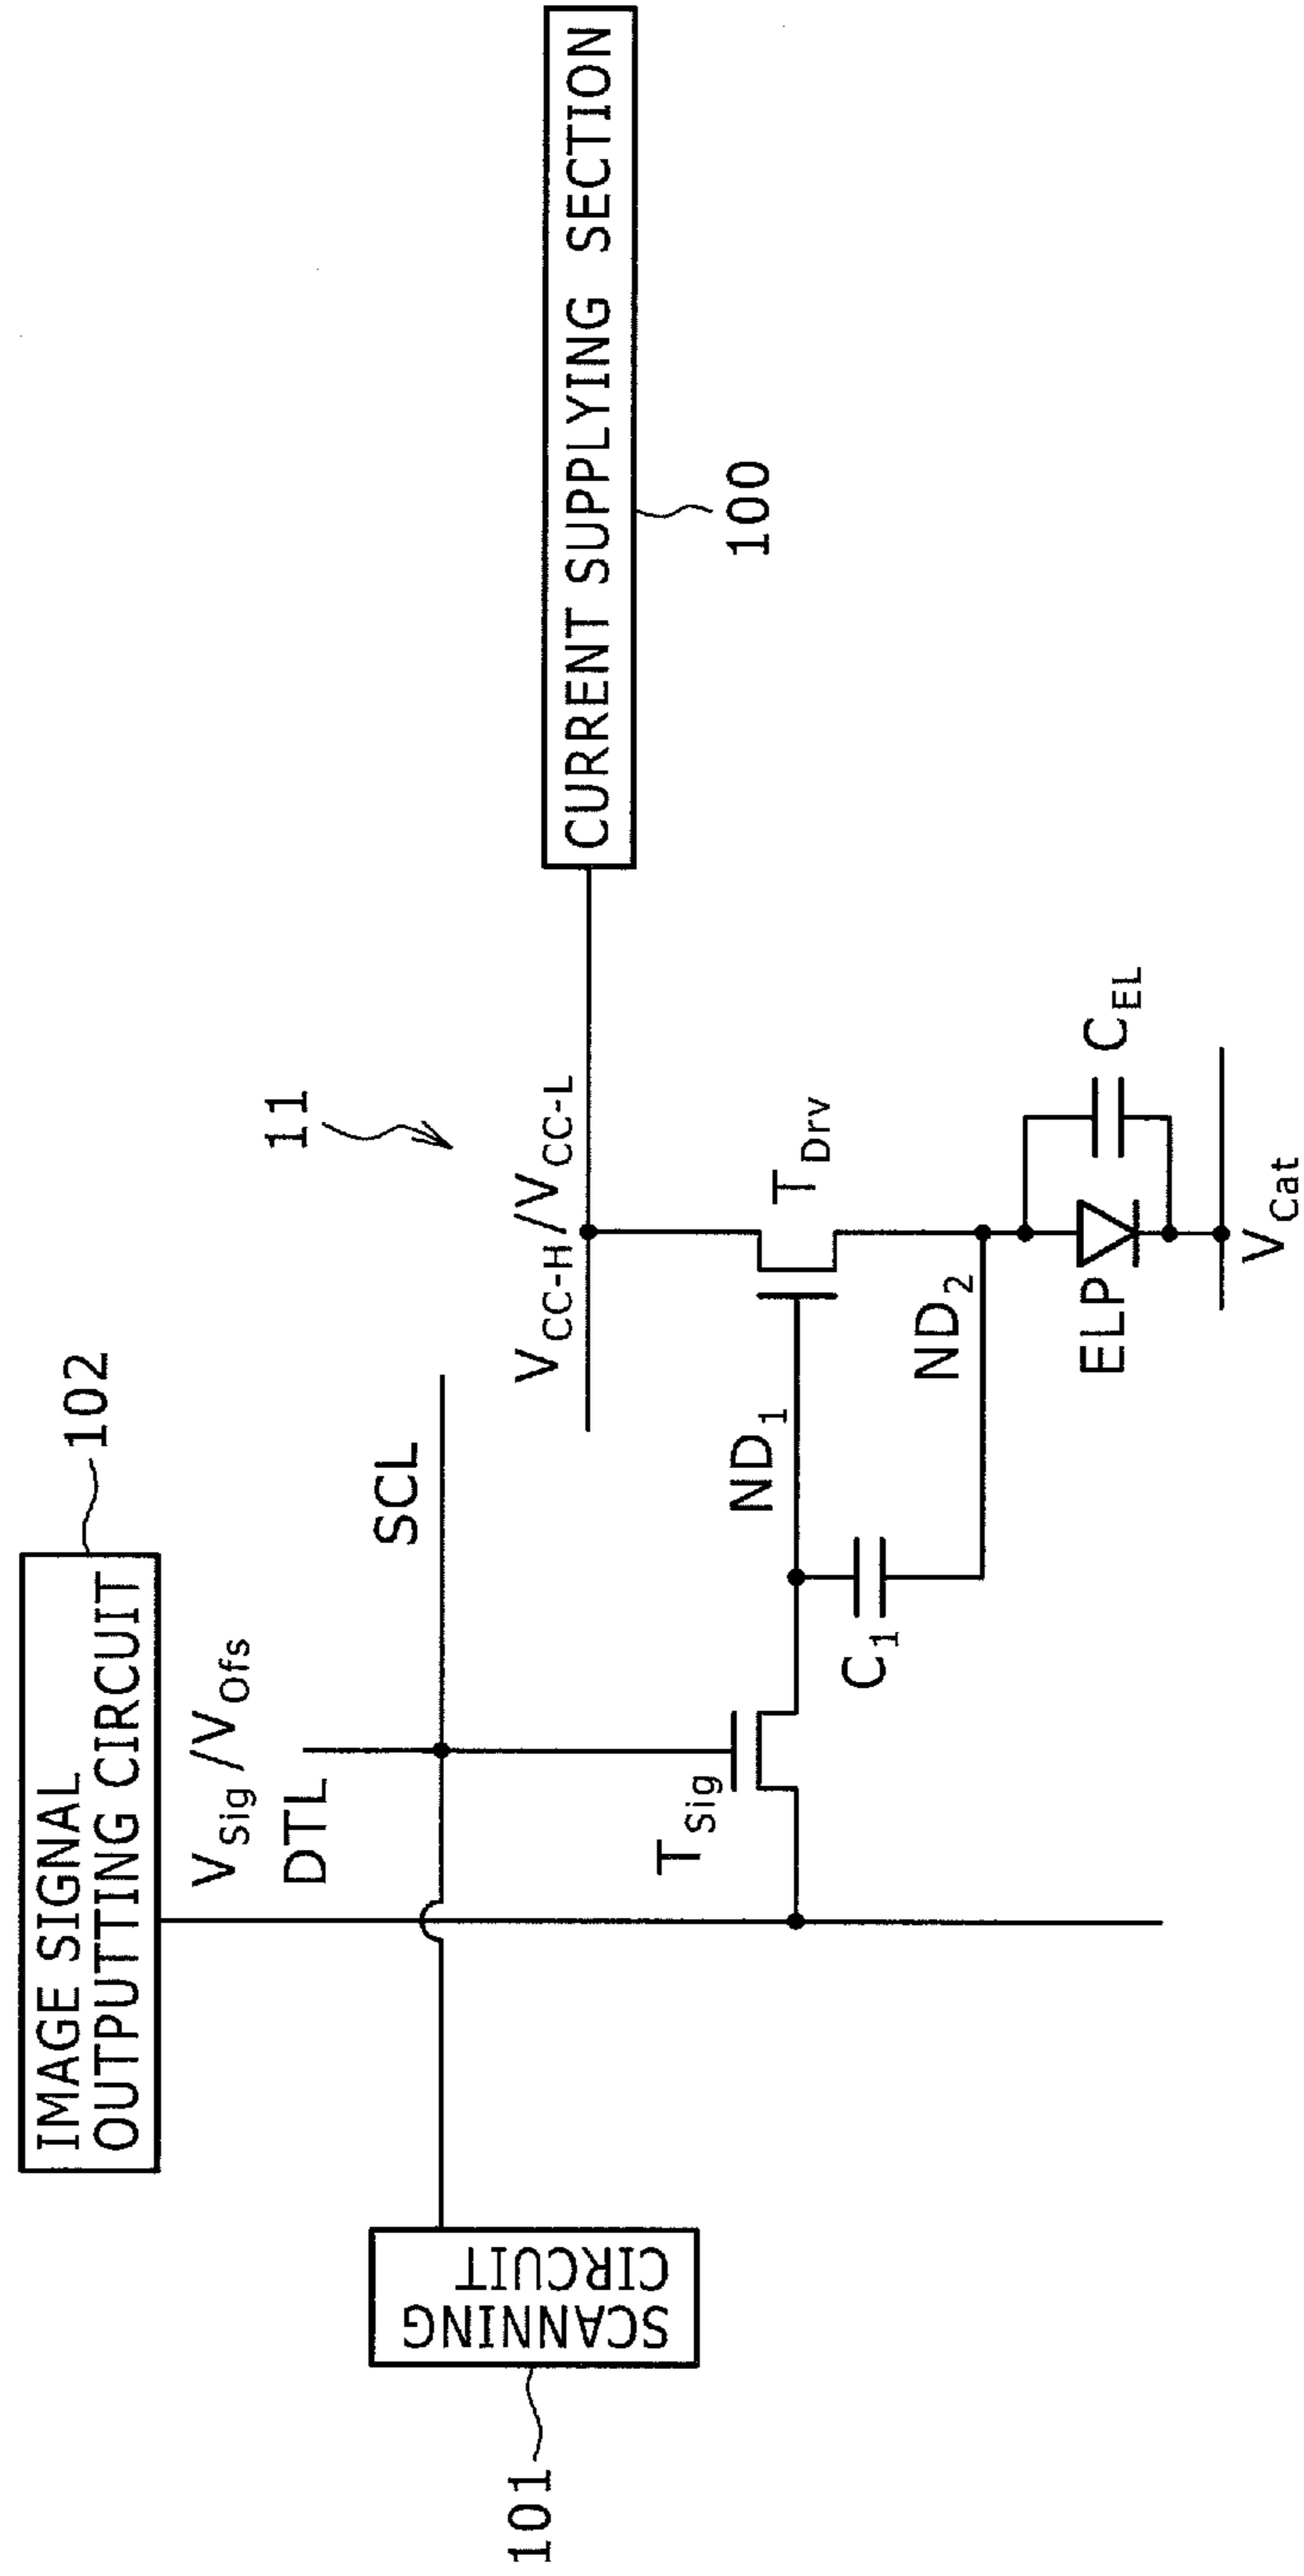 IMAGE SIGNAL
OUTPUTTING CIRCUIT
102
V_Sig/V_Ofs
DTL
SCL
11
V_CC-H/V_CC-L
CURRENT SUPPLYING SECTION
100
SCANNING
CIRCUIT
101
T_Sig
ND_1
C_1
T_Drv
ND_2
ELP
C_EL
V_Cat